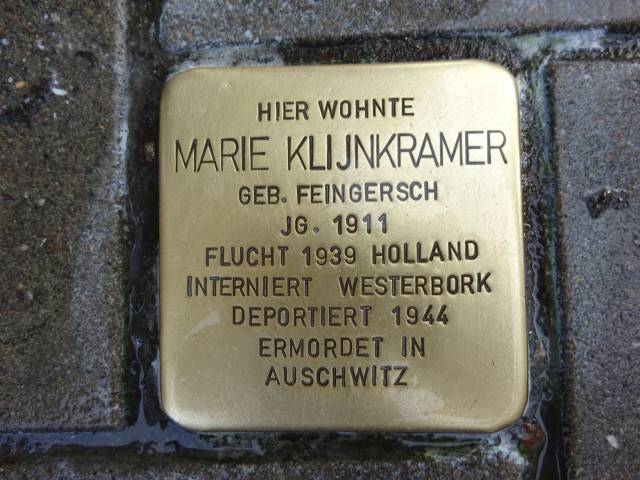 HIER WOHNTE
MARIE KLIJNKRAMER
GEB. FEINGERSCH
JG. 1911
FLUCHT 1939 HOLLAND
INTERNIERT WESTERBORK
DEPORTIERT 1944
ERMORDET IN
AUSCHWITZ